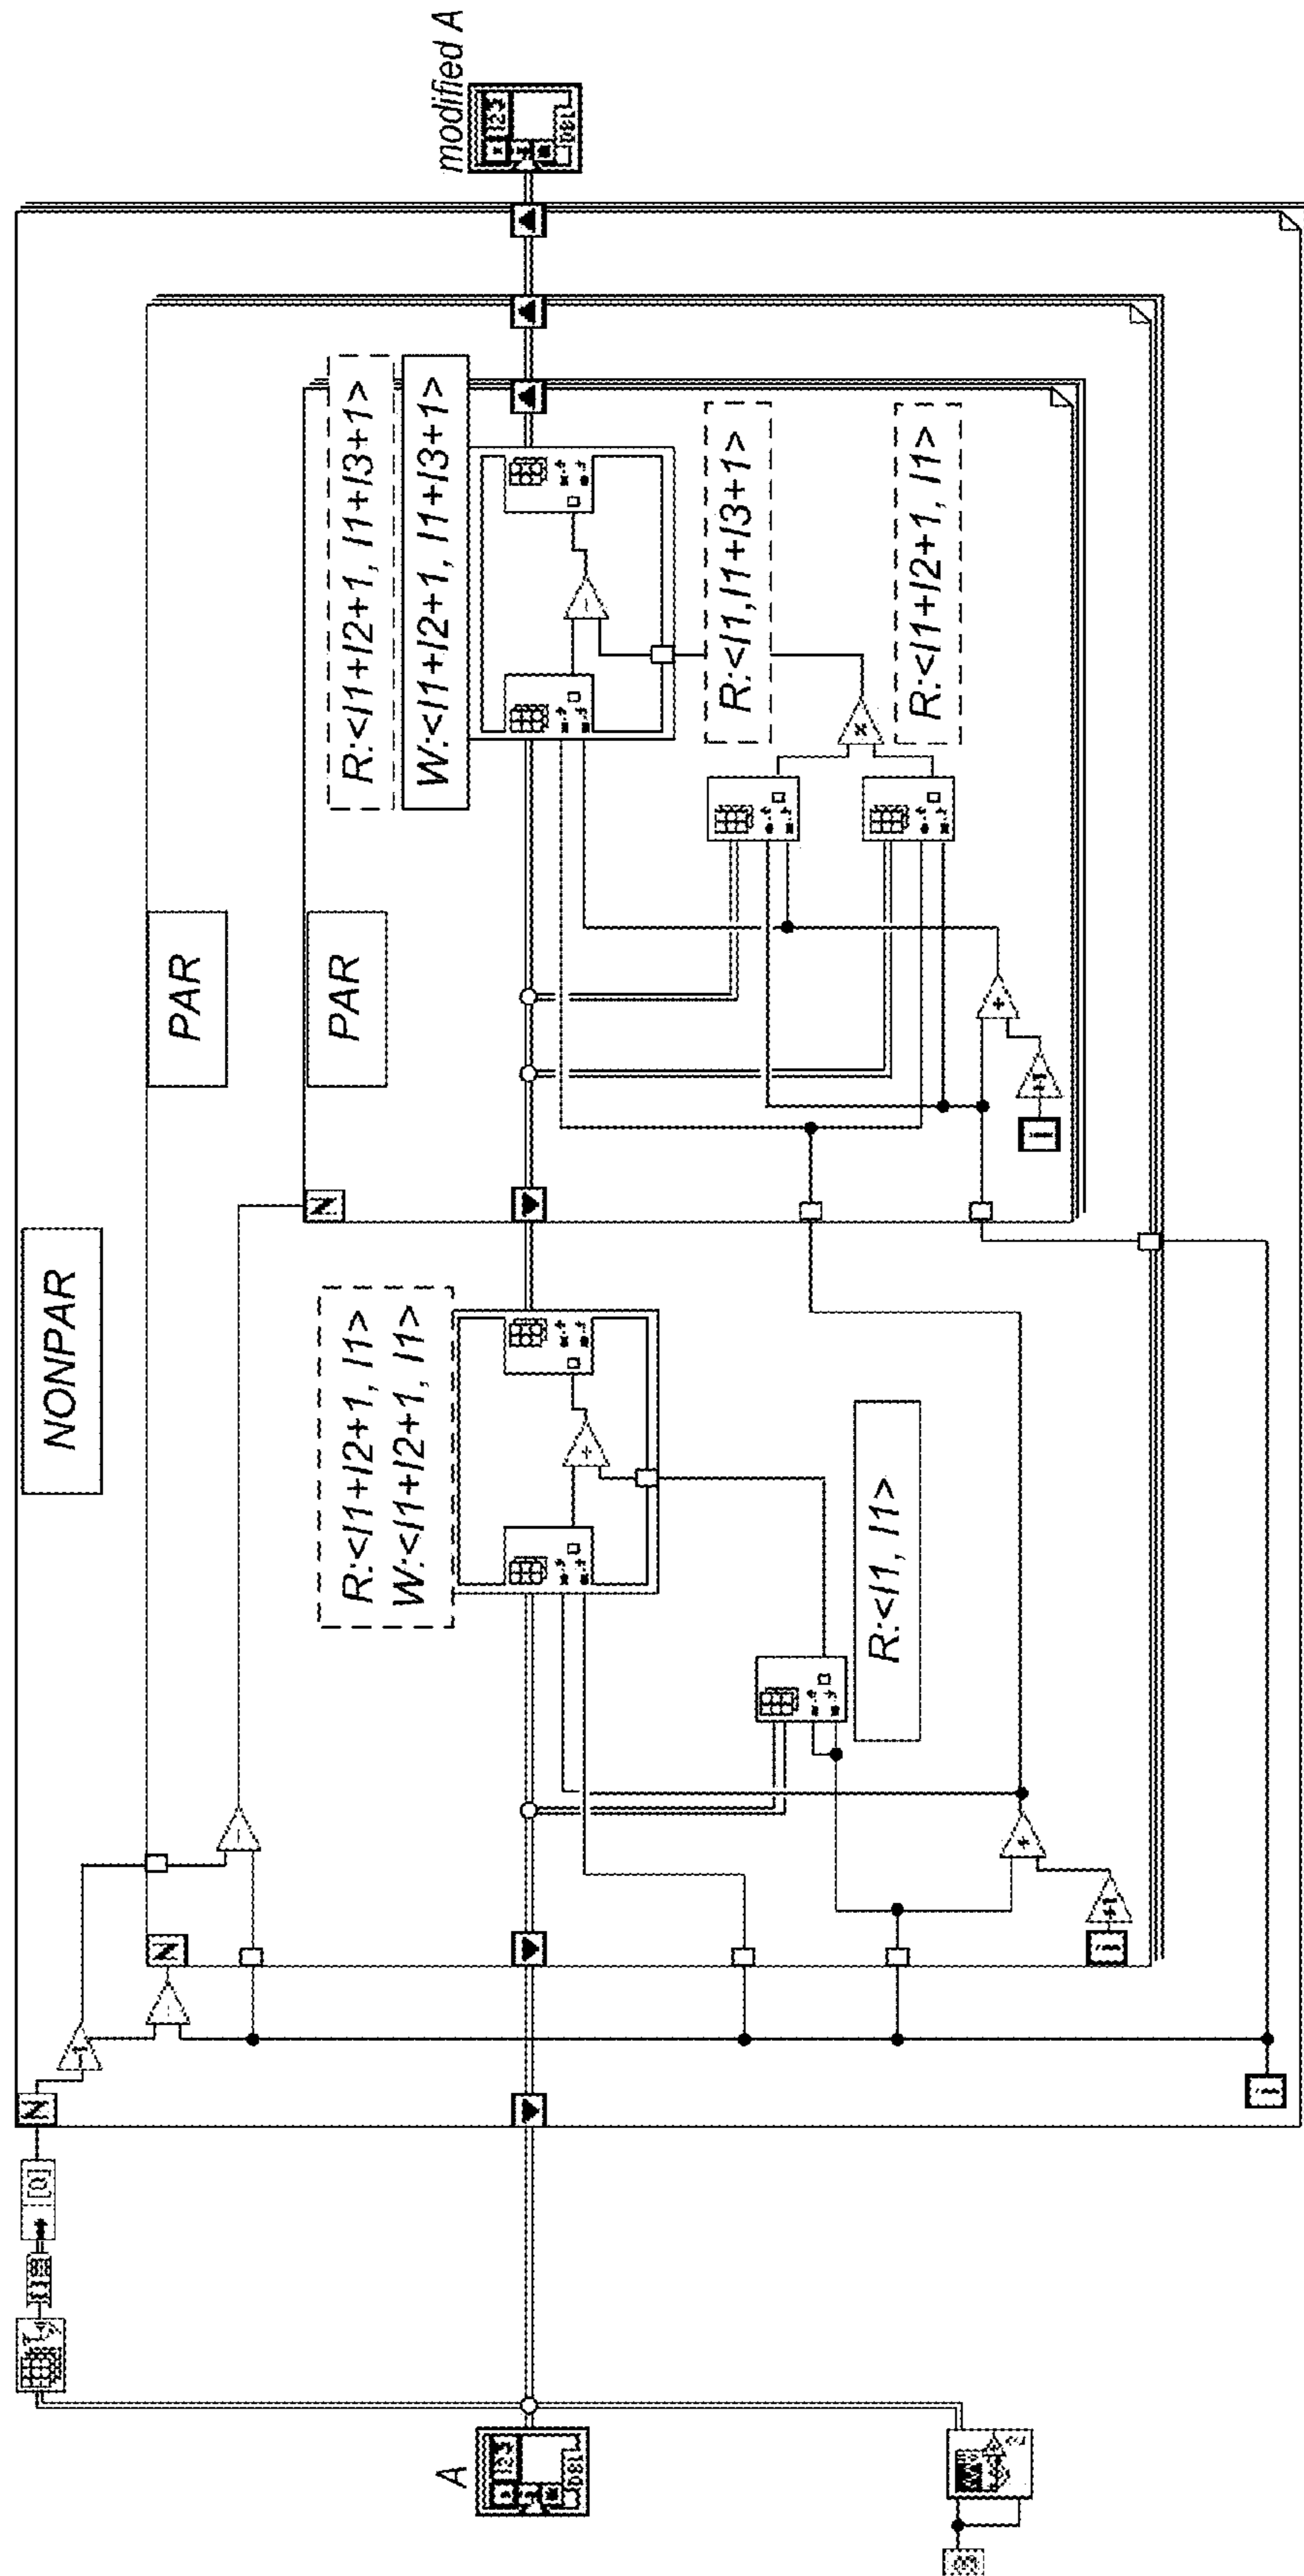 NONPAR
PAR
PAR
N
N
N
R:<I1+I2+1, I1>
W:<I1+I2+1, I1>
R:<I1, I1>
R:<I1+I2+1, I1+I3+1>
W:<I1+I2+1, I1+I3+1>
R:<I1,I1+I3+1>
R:<I1+I2+1, I1>
A
modified A